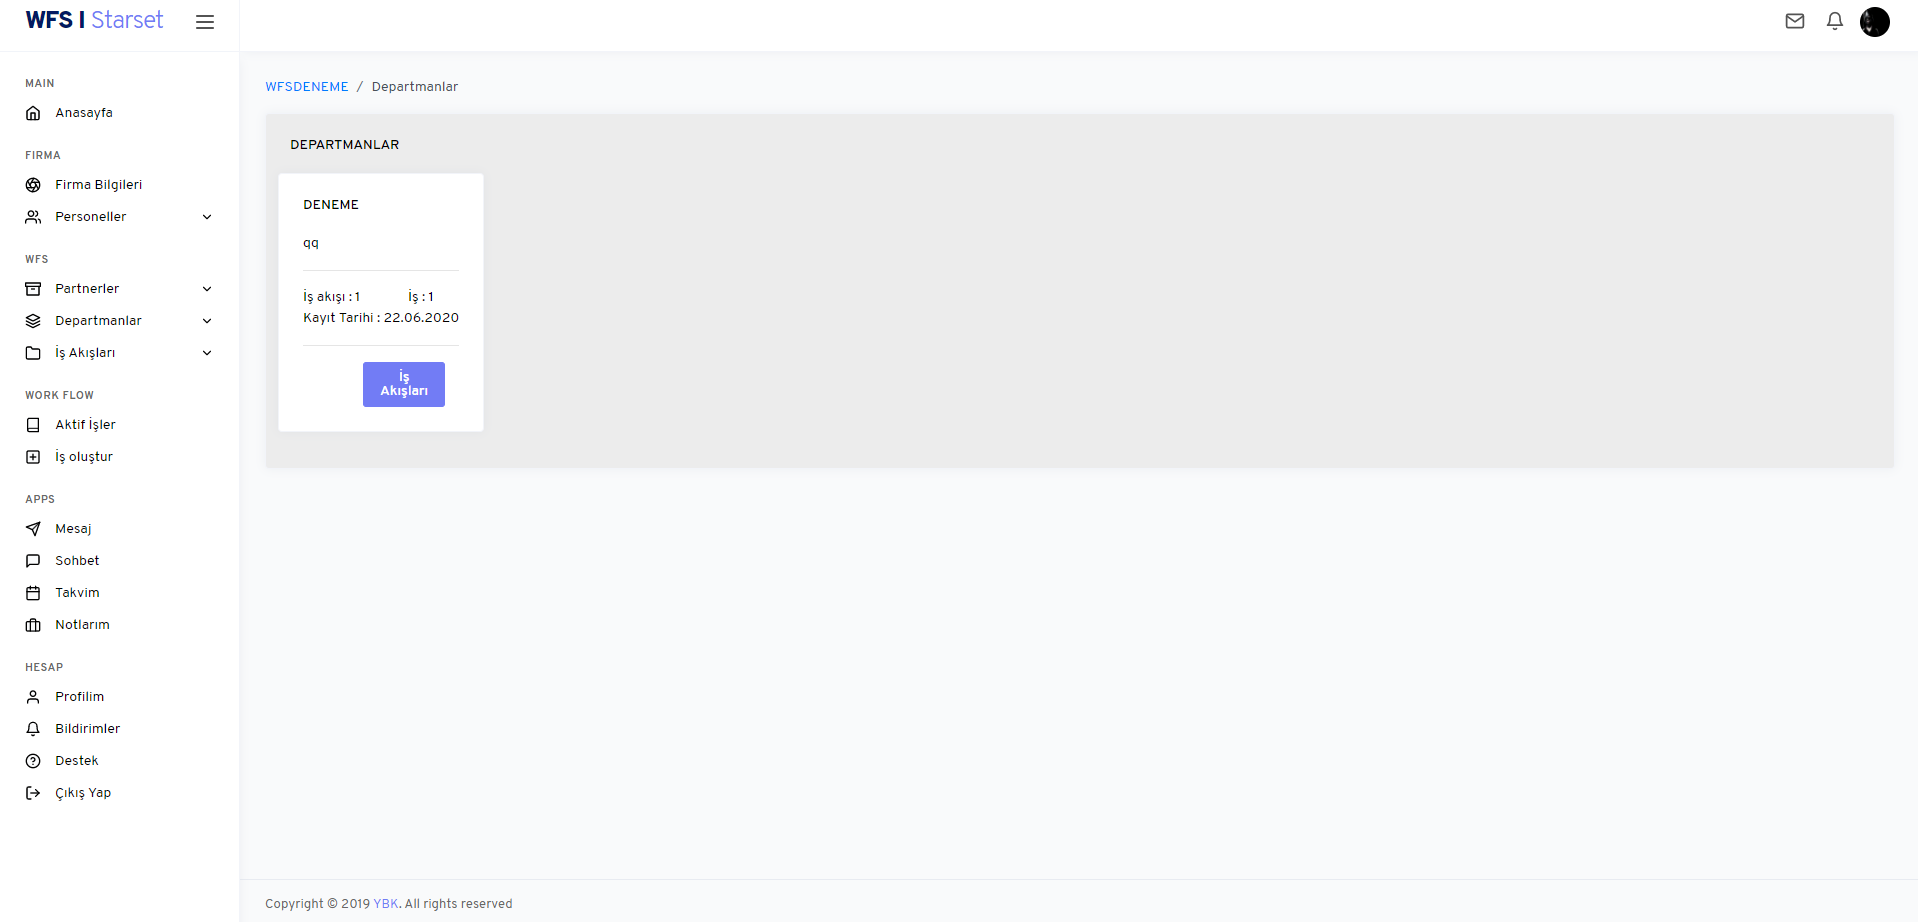 WFS I Starset
MAIN
Anasayfa
FIRMA
Firma Bilgileri
Personeller
WFS
Partnerler
Departmanlar
İş Akışları
WORK FLOW
Aktif İşler
İş oluştur
APPS
Mesaj
Sohbet
Takvim
Notlarım
HESAP
Profilim
Bildirimler
Destek
Çıkış Yap
WFSDENEME / Departmanlar
DEPARTMANLAR
DENEME
qq
İş akışı : 1 İş : 1
Kayıt Tarihi : 22.06.2020
İş
Akışları
Copyright © 2019 YBK. All rights reserved